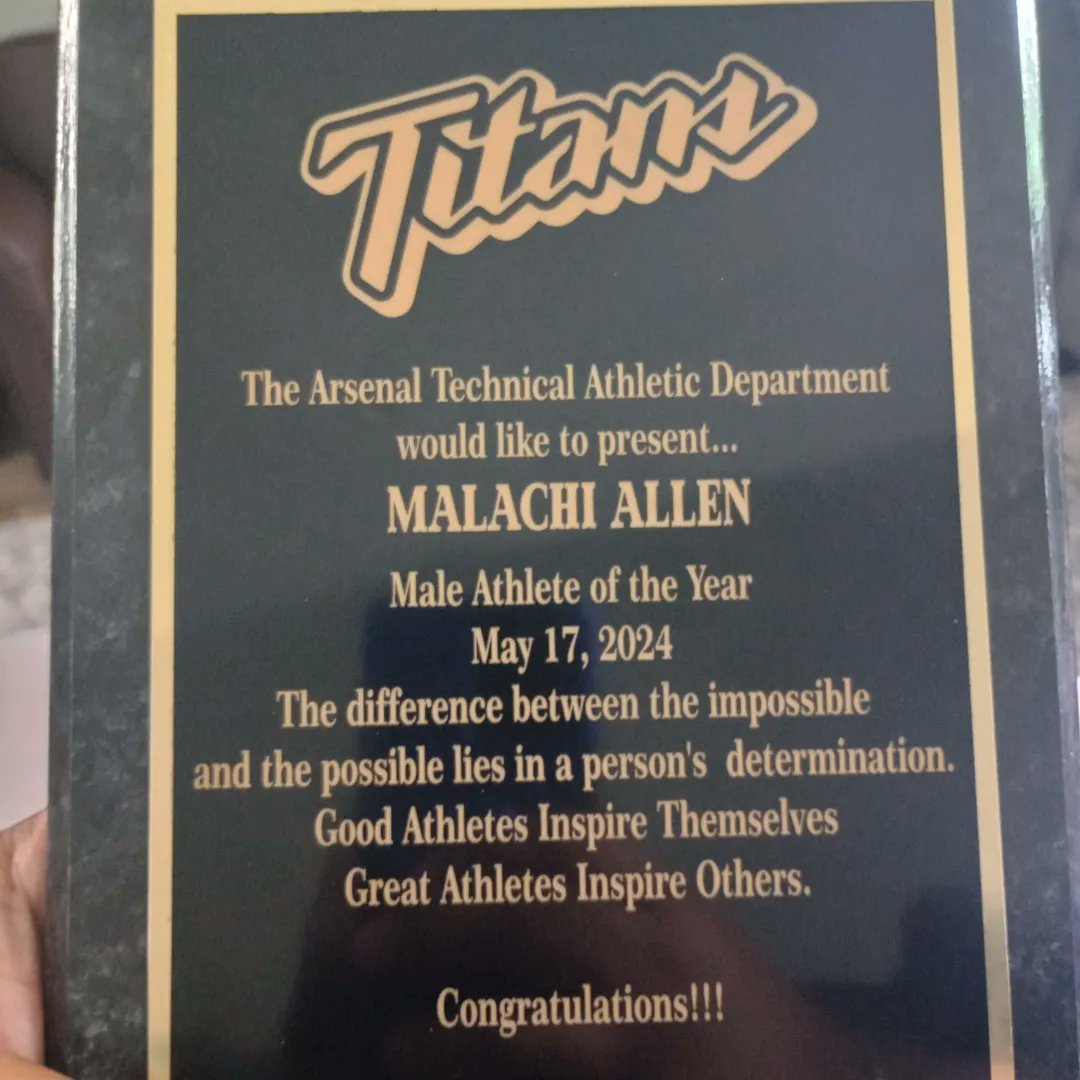 Titans
The Arsenal Technical Athletic Department
would like to present...
MALACHI ALLEN
Male Athlete of the Year
May 17, 2024
The difference between the impossible
and the possible lies in a person's determination.
Good Athletes Inspire Themselves
Great Athletes Inspire Others.
Congratulations!!!